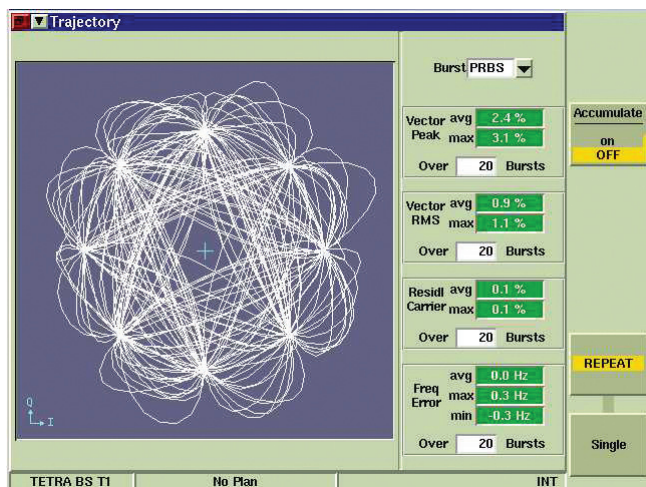 Trajectory
Burst PRBS
Vector Peak avg 2.4 %
max 3.1 %
Over 20 Bursts
Vector RMS avg 0.9 %
max 1.1 %
Over 20 Bursts
Residl Carrier avg 0.1 %
max 0.1 %
Over 20 Bursts
Freq Error avg 0.0 Hz
max 0.3 Hz
min -0.3 Hz
Over 20 Bursts
Accumulate
on
OFF
REPEAT
Single
Q
I
TETRA BS T1 No Plan INT